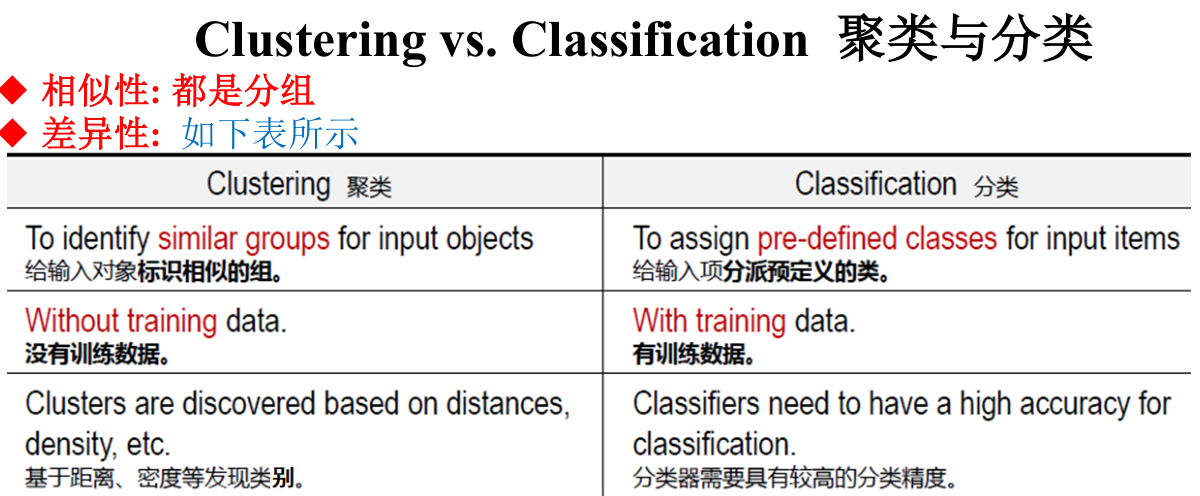 Clustering vs. Classification 聚类与分类
◆ 相似性: 都是分组
◆ 差异性: 如下表所示
Clustering 聚类
Classification 分类
To identify similar groups for input objects
给输入对象标识相似的组。
To assign pre-defined classes for input items
给输入项分派预定义的类。
Without training data.
没有训练数据。
With training data.
有训练数据。
Clusters are discovered based on distances,
density, etc.
基于距离、密度等发现类别。
Classifiers need to have a high accuracy for
classification.
分类器需要具有较高的分类精度。